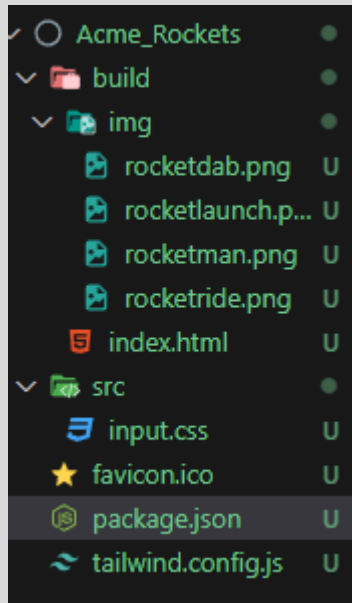 Acme_Rockets
build
img
rocketdab.png U
rocketlaunch.p... U
rocketman.png U
rocketride.png U
index.html U
src
input.css U
favicon.ico U
package.json U
tailwind.config.js U